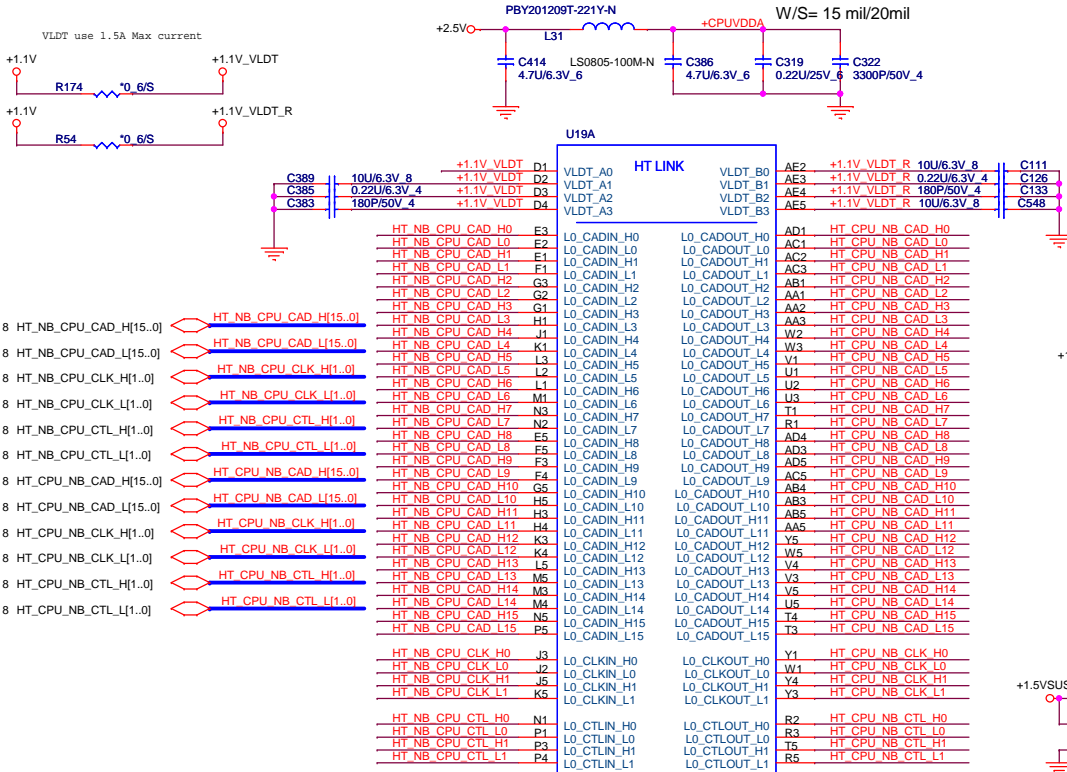 PBY201209T-221Y-N
W/S= 15 mil/20mil
+2.5V
L31
+CPUVDDA
VLDT use 1.5A Max current
C414
4.7U/6.3V_6
LS0805-100M-N
C386
4.7U/6.3V_6
C319
0.22U/25V_6
C322
3300P/50V_4
+1.1V
+1.1V_VLDT
R174
*0_6/S
+1.1V
+1.1V_VLDT_R
R54
*0_6/S
U19A
HT LINK
C389 10U/6.3V_8 +1.1V_VLDT D1 VLDT_A0 VLDT_B0 AE2 +1.1V_VLDT_R 10U/6.3V_8 C111
C385 0.22U/6.3V_4 +1.1V_VLDT D2 VLDT_A1 VLDT_B1 AE3 +1.1V_VLDT_R 0.22U/6.3V_4 C126
C383 180P/50V_4 +1.1V_VLDT D3 VLDT_A2 VLDT_B2 AE4 +1.1V_VLDT_R 180P/50V_4 C133
+1.1V_VLDT D4 VLDT_A3 VLDT_B3 AE5 +1.1V_VLDT_R 10U/6.3V_8 C548
HT_NB_CPU_CAD_H0 E3 L0_CADIN_H0 L0_CADOUT_H0 AD1 HT_CPU_NB_CAD_H0
HT_NB_CPU_CAD_L0 E2 L0_CADIN_L0 L0_CADOUT_L0 AC1 HT_CPU_NB_CAD_L0
HT_NB_CPU_CAD_H1 E1 L0_CADIN_H1 L0_CADOUT_H1 AC2 HT_CPU_NB_CAD_H1
HT_NB_CPU_CAD_L1 F1 L0_CADIN_L1 L0_CADOUT_L1 AC3 HT_CPU_NB_CAD_L1
HT_NB_CPU_CAD_H2 G3 L0_CADIN_H2 L0_CADOUT_H2 AB1 HT_CPU_NB_CAD_H2
HT_NB_CPU_CAD_L2 G2 L0_CADIN_L2 L0_CADOUT_L2 AA1 HT_CPU_NB_CAD_L2
HT_NB_CPU_CAD_H3 G1 L0_CADIN_H3 L0_CADOUT_H3 AA2 HT_CPU_NB_CAD_H3
HT_NB_CPU_CAD_L3 H1 L0_CADIN_L3 L0_CADOUT_L3 AA3 HT_CPU_NB_CAD_L3
HT_NB_CPU_CAD_H4 J1 L0_CADIN_H4 L0_CADOUT_H4 W2 HT_CPU_NB_CAD_H4
HT_NB_CPU_CAD_L4 K1 L0_CADIN_L4 L0_CADOUT_L4 W3 HT_CPU_NB_CAD_L4
HT_NB_CPU_CAD_H5 L3 L0_CADIN_H5 L0_CADOUT_H5 V1 HT_CPU_NB_CAD_H5
HT_NB_CPU_CAD_L5 L2 L0_CADIN_L5 L0_CADOUT_L5 U1 HT_CPU_NB_CAD_L5
HT_NB_CPU_CAD_H6 L1 L0_CADIN_H6 L0_CADOUT_H6 U2 HT_CPU_NB_CAD_H6
HT_NB_CPU_CAD_L6 M1 L0_CADIN_L6 L0_CADOUT_L6 U3 HT_CPU_NB_CAD_L6
HT_NB_CPU_CAD_H7 N3 L0_CADIN_H7 L0_CADOUT_H7 T1 HT_CPU_NB_CAD_H7
HT_NB_CPU_CAD_L7 N2 L0_CADIN_L7 L0_CADOUT_L7 R1 HT_CPU_NB_CAD_L7
HT_NB_CPU_CAD_H8 E5 L0_CADIN_H8 L0_CADOUT_H8 AD4 HT_CPU_NB_CAD_H8
HT_NB_CPU_CAD_L8 F5 L0_CADIN_L8 L0_CADOUT_L8 AD3 HT_CPU_NB_CAD_L8
HT_NB_CPU_CAD_H9 F3 L0_CADIN_H9 L0_CADOUT_H9 AD5 HT_CPU_NB_CAD_H9
HT_NB_CPU_CAD_L9 F4 L0_CADIN_L9 L0_CADOUT_L9 AC5 HT_CPU_NB_CAD_L9
HT_NB_CPU_CAD_H10 G5 L0_CADIN_H10 L0_CADOUT_H10 AB4 HT_CPU_NB_CAD_H10
HT_NB_CPU_CAD_L10 H5 L0_CADIN_L10 L0_CADOUT_L10 AB3 HT_CPU_NB_CAD_L10
HT_NB_CPU_CAD_H11 H3 L0_CADIN_H11 L0_CADOUT_H11 AB5 HT_CPU_NB_CAD_H11
HT_NB_CPU_CAD_L11 H4 L0_CADIN_L11 L0_CADOUT_L11 AA5 HT_CPU_NB_CAD_L11
HT_NB_CPU_CAD_H12 K3 L0_CADIN_H12 L0_CADOUT_H12 Y5 HT_CPU_NB_CAD_H12
HT_NB_CPU_CAD_L12 K4 L0_CADIN_L12 L0_CADOUT_L12 W5 HT_CPU_NB_CAD_L12
HT_NB_CPU_CAD_H13 L5 L0_CADIN_H13 L0_CADOUT_H13 V4 HT_CPU_NB_CAD_H13
HT_NB_CPU_CAD_L13 M5 L0_CADIN_L13 L0_CADOUT_L13 V3 HT_CPU_NB_CAD_L13
HT_NB_CPU_CAD_H14 M3 L0_CADIN_H14 L0_CADOUT_H14 V5 HT_CPU_NB_CAD_H14
HT_NB_CPU_CAD_L14 M4 L0_CADIN_L14 L0_CADOUT_L14 U5 HT_CPU_NB_CAD_L14
HT_NB_CPU_CAD_H15 N5 L0_CADIN_H15 L0_CADOUT_H15 T4 HT_CPU_NB_CAD_H15
HT_NB_CPU_CAD_L15 P5 L0_CADIN_L15 L0_CADOUT_L15 T3 HT_CPU_NB_CAD_L15
HT_NB_CPU_CLK_H0 J3 L0_CLKIN_H0 L0_CLKOUT_H0 Y1 HT_CPU_NB_CLK_H0
HT_NB_CPU_CLK_L0 J2 L0_CLKIN_L0 L0_CLKOUT_L0 W1 HT_CPU_NB_CLK_L0
HT_NB_CPU_CLK_H1 J5 L0_CLKIN_H1 L0_CLKOUT_H1 Y4 HT_CPU_NB_CLK_H1
HT_NB_CPU_CLK_L1 K5 L0_CLKIN_L1 L0_CLKOUT_L1 Y3 HT_CPU_NB_CLK_L1
HT_NB_CPU_CTL_H0 N1 L0_CTLIN_H0 L0_CTLOUT_H0 R2 HT_CPU_NB_CTL_H0
HT_NB_CPU_CTL_L0 P1 L0_CTLIN_L0 L0_CTLOUT_L0 R3 HT_CPU_NB_CTL_L0
HT_NB_CPU_CTL_H1 P3 L0_CTLIN_H1 L0_CTLOUT_H1 T5 HT_CPU_NB_CTL_H1
HT_NB_CPU_CTL_L1 P4 L0_CTLIN_L1 L0_CTLOUT_L1 R5 HT_CPU_NB_CTL_L1
8 HT_NB_CPU_CAD_H[15..0] HT_NB_CPU_CAD_H[15..0]
8 HT_NB_CPU_CAD_L[15..0] HT_NB_CPU_CAD_L[15..0]
8 HT_NB_CPU_CLK_H[1..0] HT_NB_CPU_CLK_H[1..0]
8 HT_NB_CPU_CLK_L[1..0] HT_NB_CPU_CLK_L[1..0]
8 HT_NB_CPU_CTL_H[1..0] HT_NB_CPU_CTL_H[1..0]
8 HT_NB_CPU_CTL_L[1..0] HT_NB_CPU_CTL_L[1..0]
8 HT_CPU_NB_CAD_H[15..0] HT_CPU_NB_CAD_H[15..0]
8 HT_CPU_NB_CAD_L[15..0] HT_CPU_NB_CAD_L[15..0]
8 HT_CPU_NB_CLK_H[1..0] HT_CPU_NB_CLK_H[1..0]
8 HT_CPU_NB_CLK_L[1..0] HT_CPU_NB_CLK_L[1..0]
8 HT_CPU_NB_CTL_H[1..0] HT_CPU_NB_CTL_H[1..0]
8 HT_CPU_NB_CTL_L[1..0] HT_CPU_NB_CTL_L[1..0]
+1.5VSUS